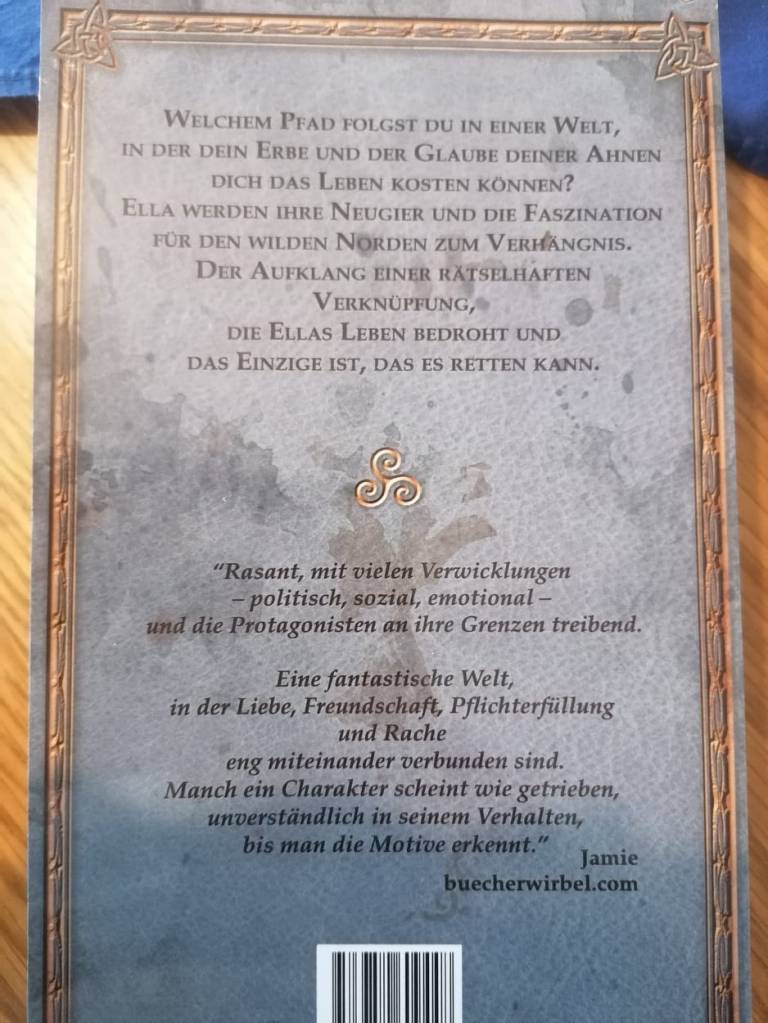 Welchem Pfad folgst du in einer Welt,
in der dein Erbe und der Glaube deiner Ahnen
dich das Leben kosten können?
Ella werden ihre Neugier und die Faszination
für den wilden Norden zum Verhängnis.
Der Aufklang einer rätselhaften
Verknüpfung,
die Ellas Leben bedroht und
das Einzige ist, das es retten kann.
“Rasant, mit vielen Verwicklungen
– politisch, sozial, emotional –
und die Protagonisten an ihre Grenzen treibend.
Eine fantastische Welt,
in der Liebe, Freundschaft, Pflichterfüllung
und Rache
eng miteinander verbunden sind.
Manch ein Charakter scheint wie getrieben,
unverständlich in seinem Verhalten,
bis man die Motive erkennt.”
Jamie
buecherwirbel.com